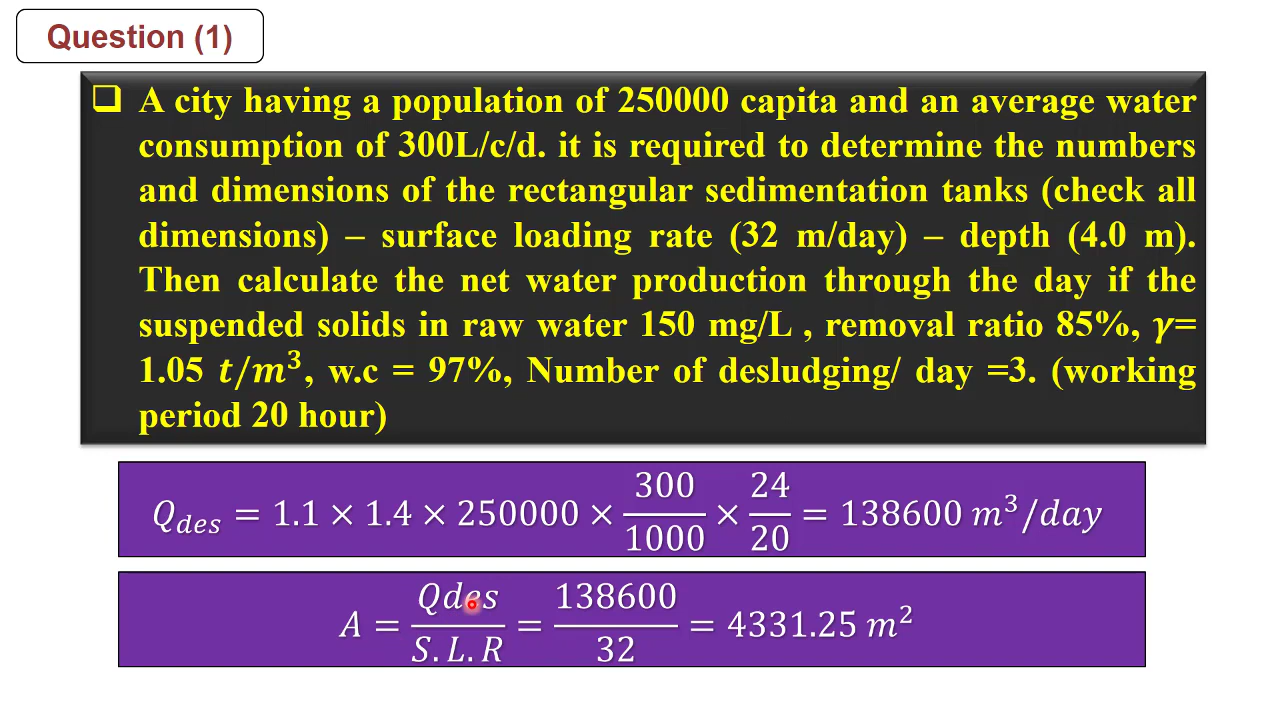 Question (1)
❑ A city having a population of 250000 capita and an average water
consumption of 300L/c/d. it is required to determine the numbers
and dimensions of the rectangular sedimentation tanks (check all
dimensions) – surface loading rate (32 m/day) – depth (4.0 m).
Then calculate the net water production through the day if the
suspended solids in raw water 150 mg/L , removal ratio 85%, γ=
1.05 t/m³, w.c = 97%, Number of desludging/ day =3. (working
period 20 hour)
Q_des = 1.1 × 1.4 × 250000 × 300/1000 × 24/20 = 138600 m³/day
A = Qdes/S.L.R = 138600/32 = 4331.25 m²